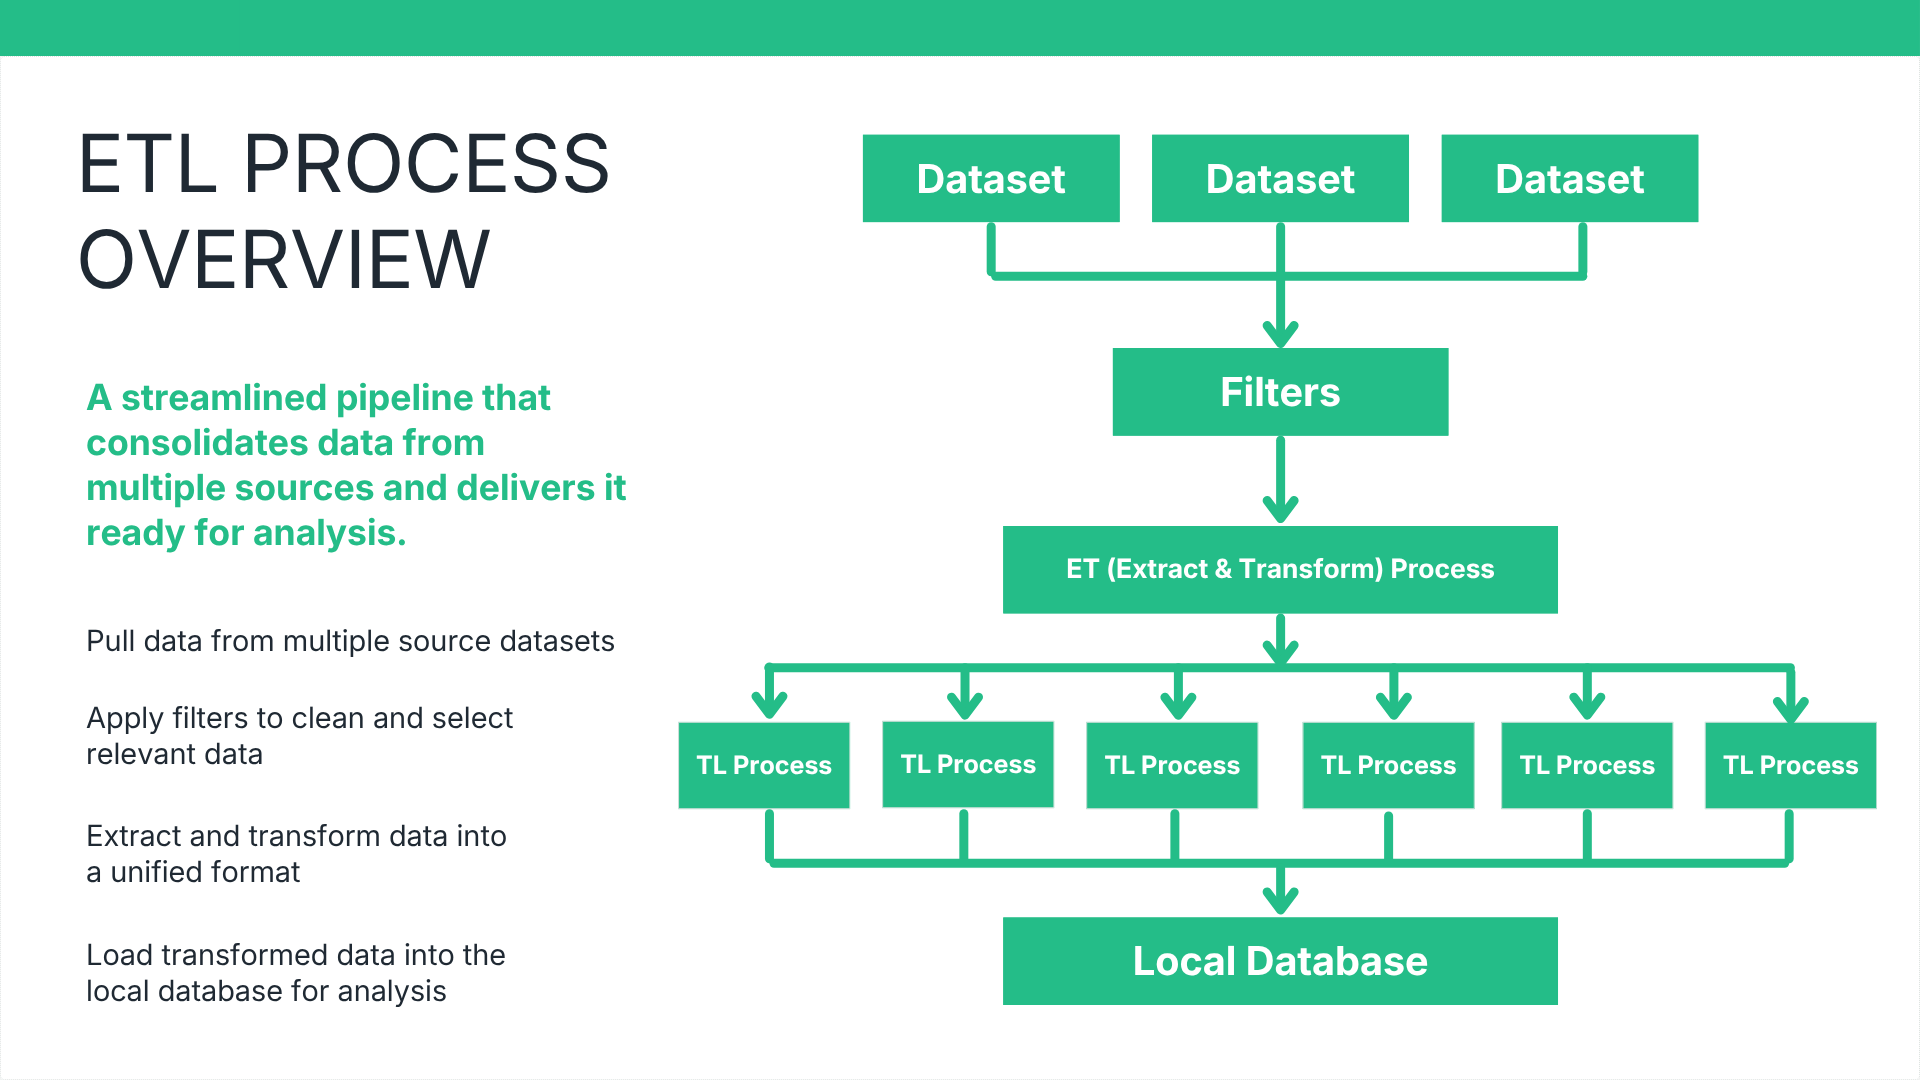 ETL PROCESS
OVERVIEW
A streamlined pipeline that
consolidates data from
multiple sources and delivers it
ready for analysis.
Pull data from multiple source datasets
Apply filters to clean and select
relevant data
Extract and transform data into
a unified format
Load transformed data into the
local database for analysis
Dataset
Dataset
Dataset
Filters
ET (Extract & Transform) Process
TL Process
TL Process
TL Process
TL Process
TL Process
TL Process
Local Database